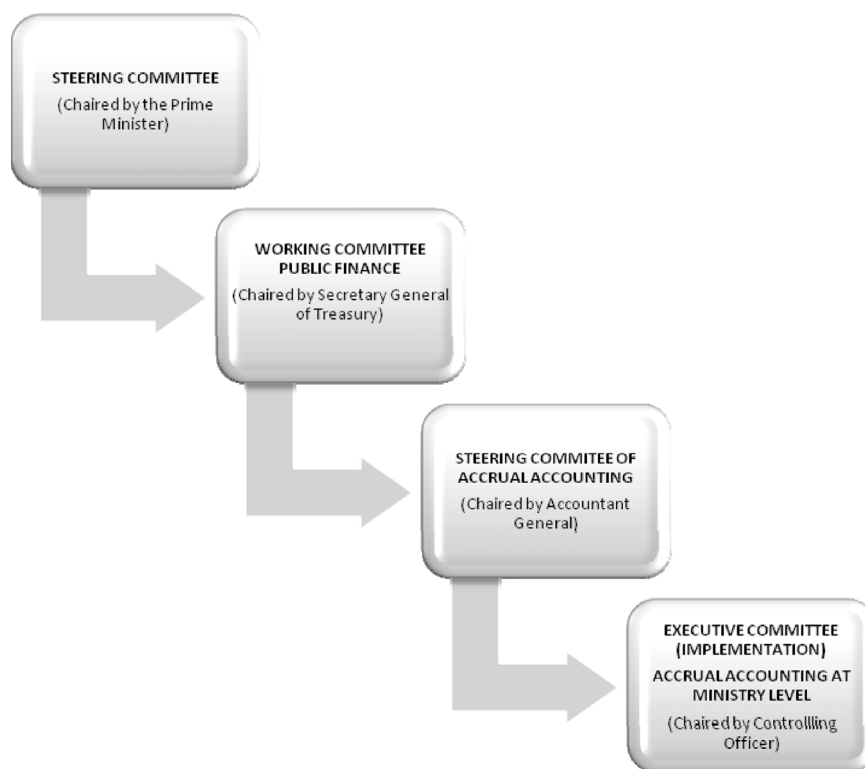 STEERING COMMITTEE
(Chaired by the Prime
Minister)
WORKING COMMITTEE
PUBLIC FINANCE
(Chaired by Secretary General
of Treasury)
STEERING COMMITEE OF
ACCRUAL ACCOUNTING
(Chaired by Accountant
General)
EXECUTIVE COMMITTEE
(IMPLEMENTATION)
ACCRUAL ACCOUNTING AT
MINISTRY LEVEL
(Chaired by Controllling
Officer)